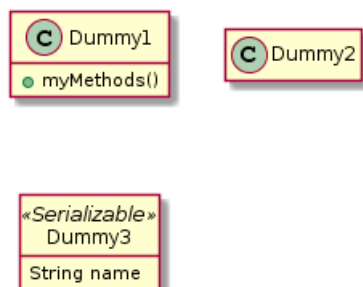 C Dummy1
myMethods()
C Dummy2
«Serializable»
Dummy3
String name